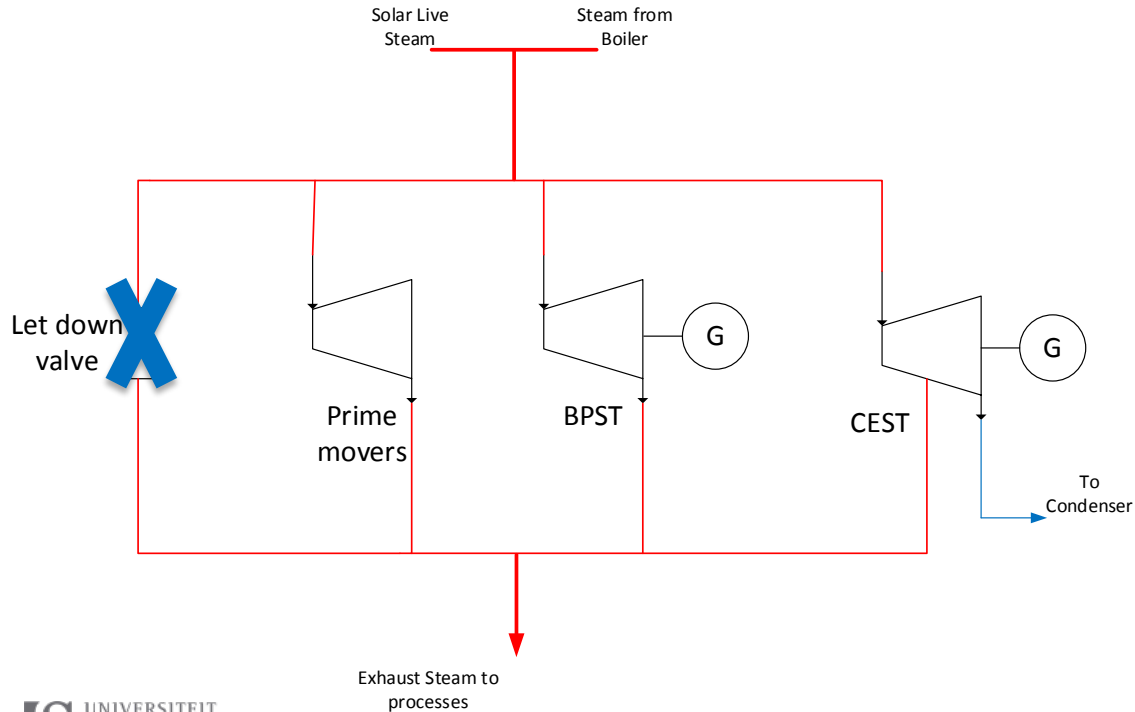 Solar Live
Steam
Steam from
Boiler
Let down
valve
Prime
movers
BPST
G
CEST
G
To
Condenser
Exhaust Steam to
processes
UNIVERSITEIT